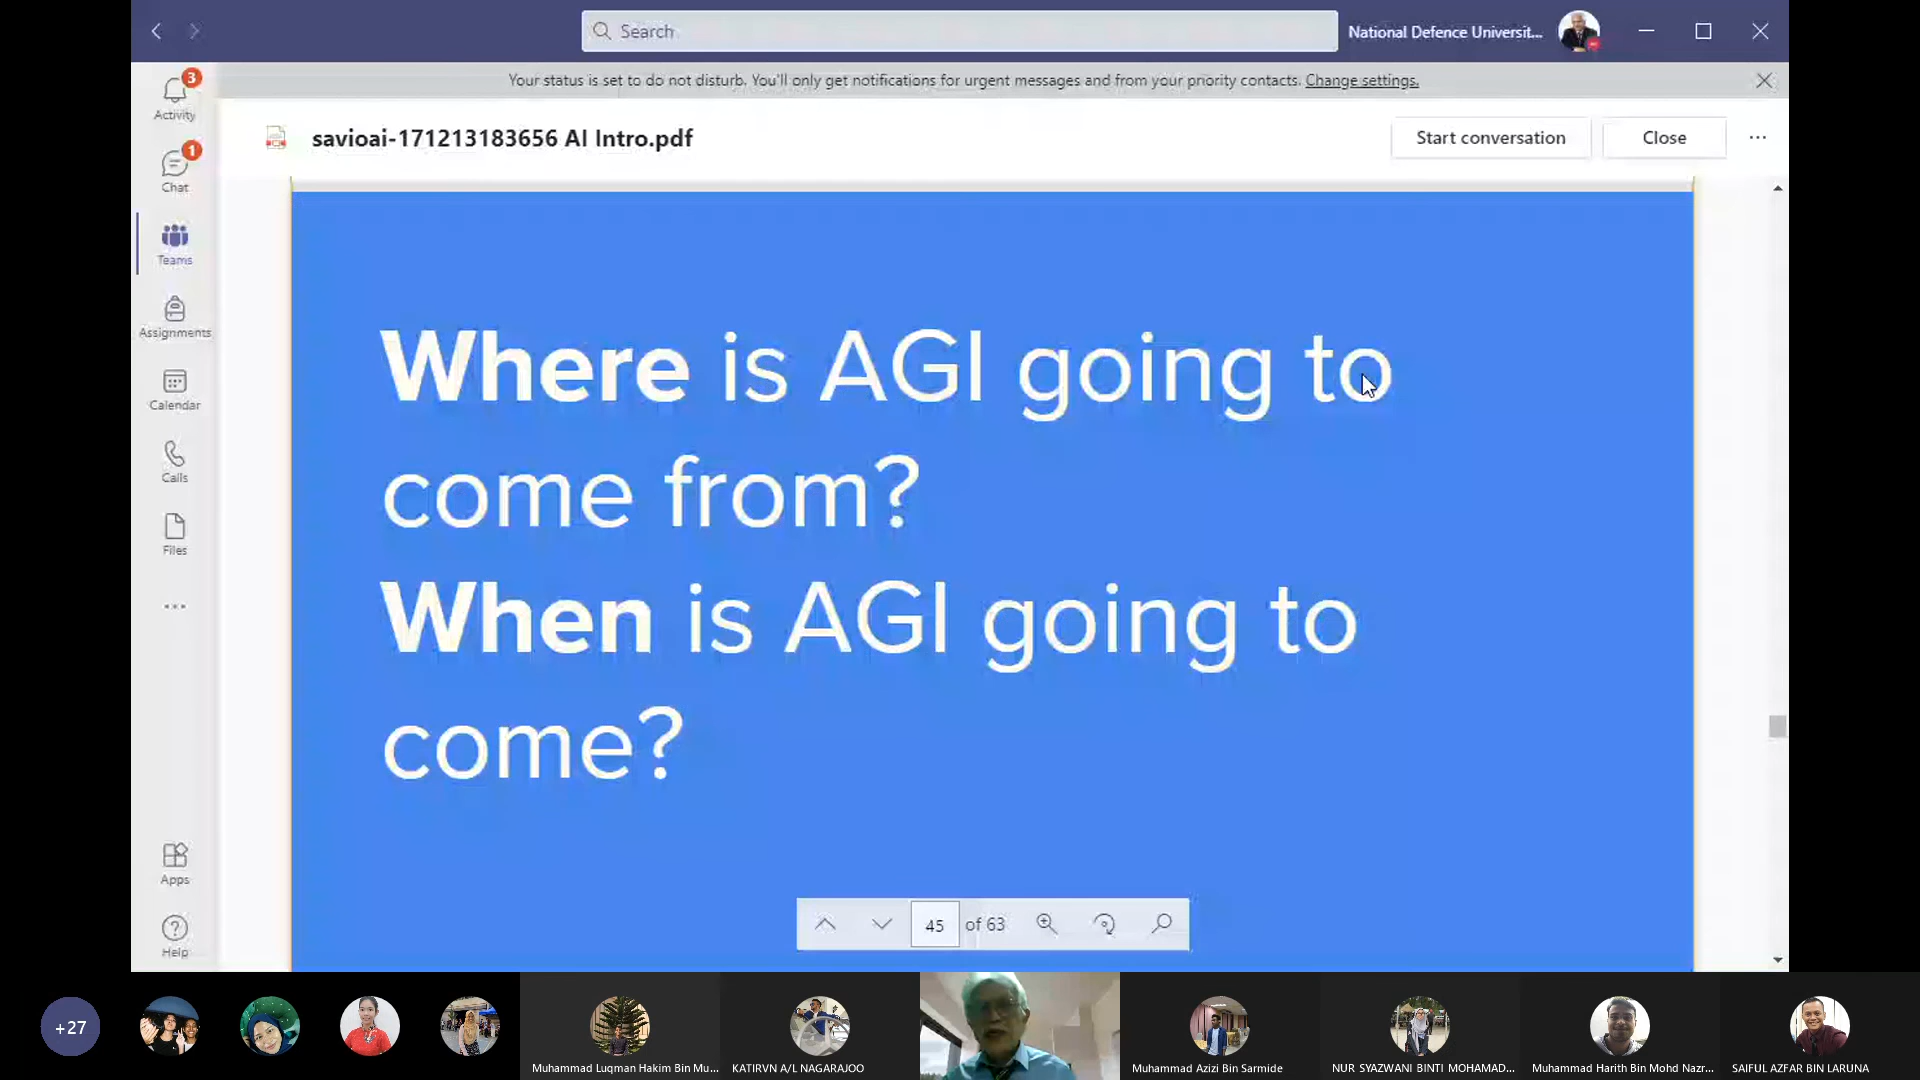 Search
National Defence Universit...
Your status is set to do not disturb. You'll only get notifications for urgent messages and from your priority contacts. Change settings.
3
Activity
1
Chat
Teams
Assignments
Calendar
Calls
Files
Apps
Help
savioai-171213183656 AI Intro.pdf
Start conversation
Close
Where is AGI going to
come from?
When is AGI going to
come?
45 of 63
+27
Muhammad Luqman Hakim Bin Mu...
KATIRVN A/L NAGARAJOO
Muhammad Azizi Bin Sarmide
NUR SYAZWANI BINTI MOHAMAD...
Muhammad Harith Bin Mohd Nazr...
SAIFUL AZFAR BIN LARUNA